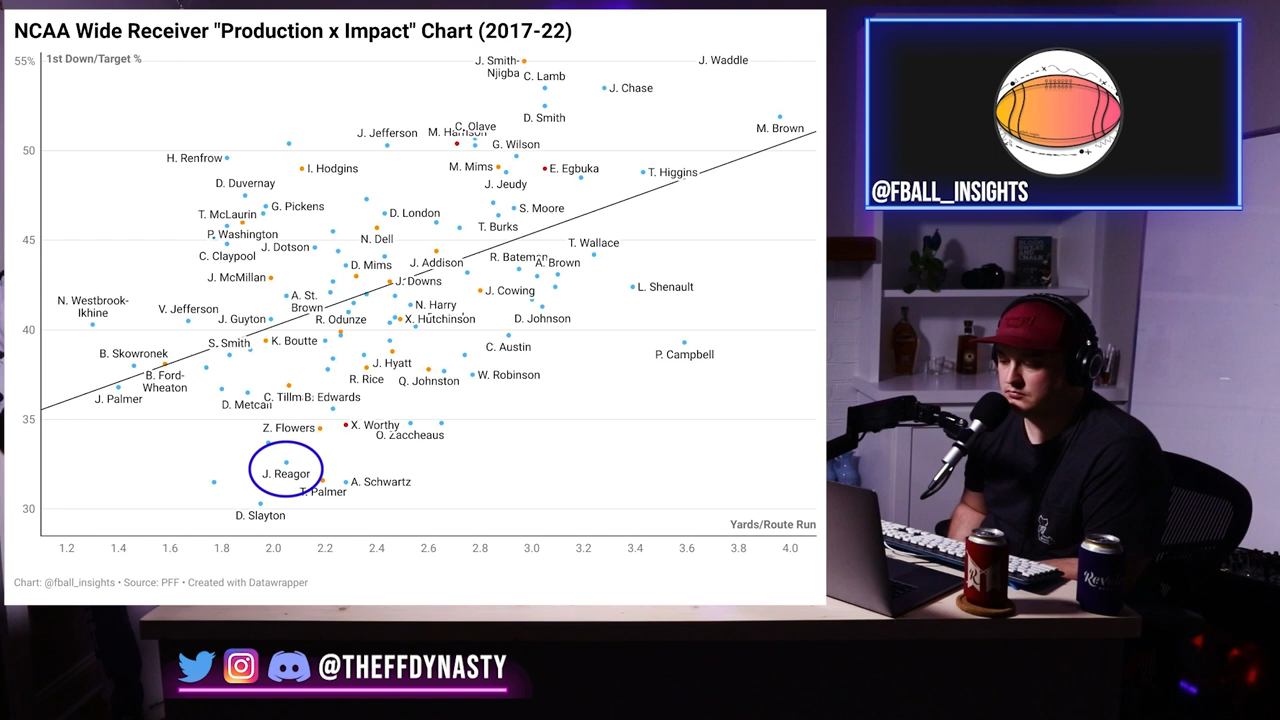 NCAA Wide Receiver "Production x Impact" Chart (2017-22)
55%
1st Down/Target %
J. Smith-
Njigba
J. Waddle
C. Lamb
J. Chase
D. Smith
M. Brown
J. Jefferson
C. Olave
M. Harrison
G. Wilson
50
H. Renfrow
I. Hodgins
M. Mims
E. Egbuka
T. Higgins
D. Duvernay
J. Jeudy
T. McLaurin
G. Pickens
D. London
S. Moore
P. Washington
T. Burks
45
N. Dell
C. Claypool
J. Dotson
T. Wallace
D. Mims
J. Addison
R. Bateman
A. Brown
J. McMillan
J. Downs
J. Cowing
L. Shenault
N. Westbrook-
Ikhine
V. Jefferson
A. St.
Brown
N. Harry
J. Guyton
R. Odunze
X. Hutchinson
D. Johnson
40
S. Smith
K. Boutte
C. Austin
B. Skowronek
P. Campbell
J. Hyatt
B. Ford-
Wheaton
R. Rice
Q. Johnston
W. Robinson
J. Palmer
D. Metcalf
C. Tillm
B. Edwards
35
Z. Flowers
X. Worthy
O. Zaccheaus
J. Reagor
T. Palmer
A. Schwartz
30
D. Slayton
Yards/Route Run
1.2 1.4 1.6 1.8 2.0 2.2 2.4 2.6 2.8 3.0 3.2 3.4 3.6 3.8 4.0
Chart: @fball_insights • Source: PFF • Created with Datawrapper
@FBALL_INSIGHTS
@THEFFDYNASTY